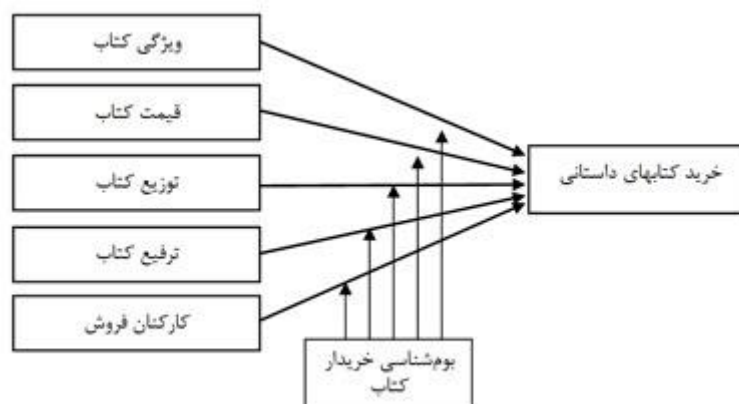 ویژگی کتاب
قیمت کتاب
توزیع کتاب
ترفیع کتاب
کارکنان فروش
خرید کتابهای داستانی
بوم‌شناسی خریدار
کتاب